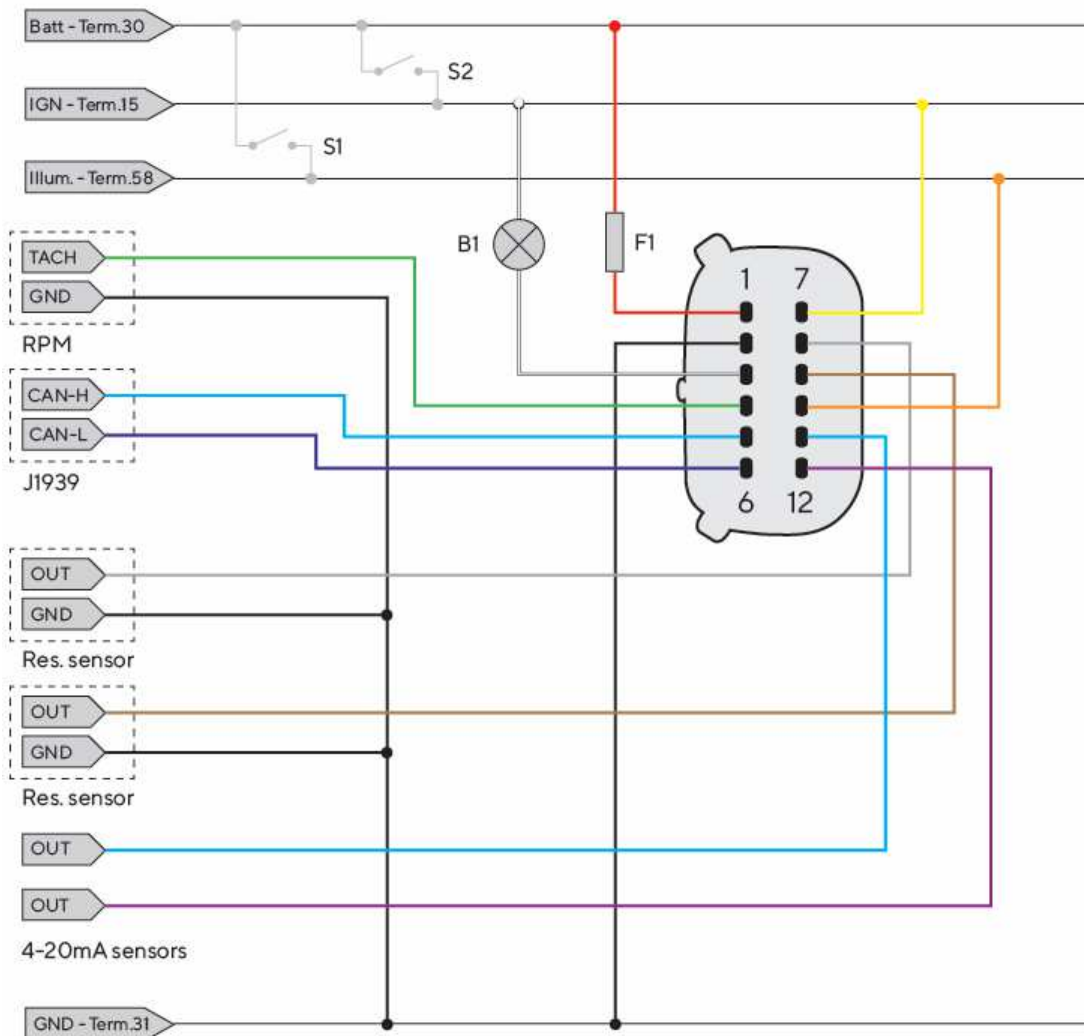 Batt - Term.30
S2
IGN - Term.15
S1
Illum. - Term.58
TACH
B1
F1
GND
1 7
RPM
CAN-H
CAN-L
J1939
6 12
OUT
GND
Res. sensor
OUT
GND
Res. sensor
OUT
OUT
4-20mA sensors
GND - Term.31